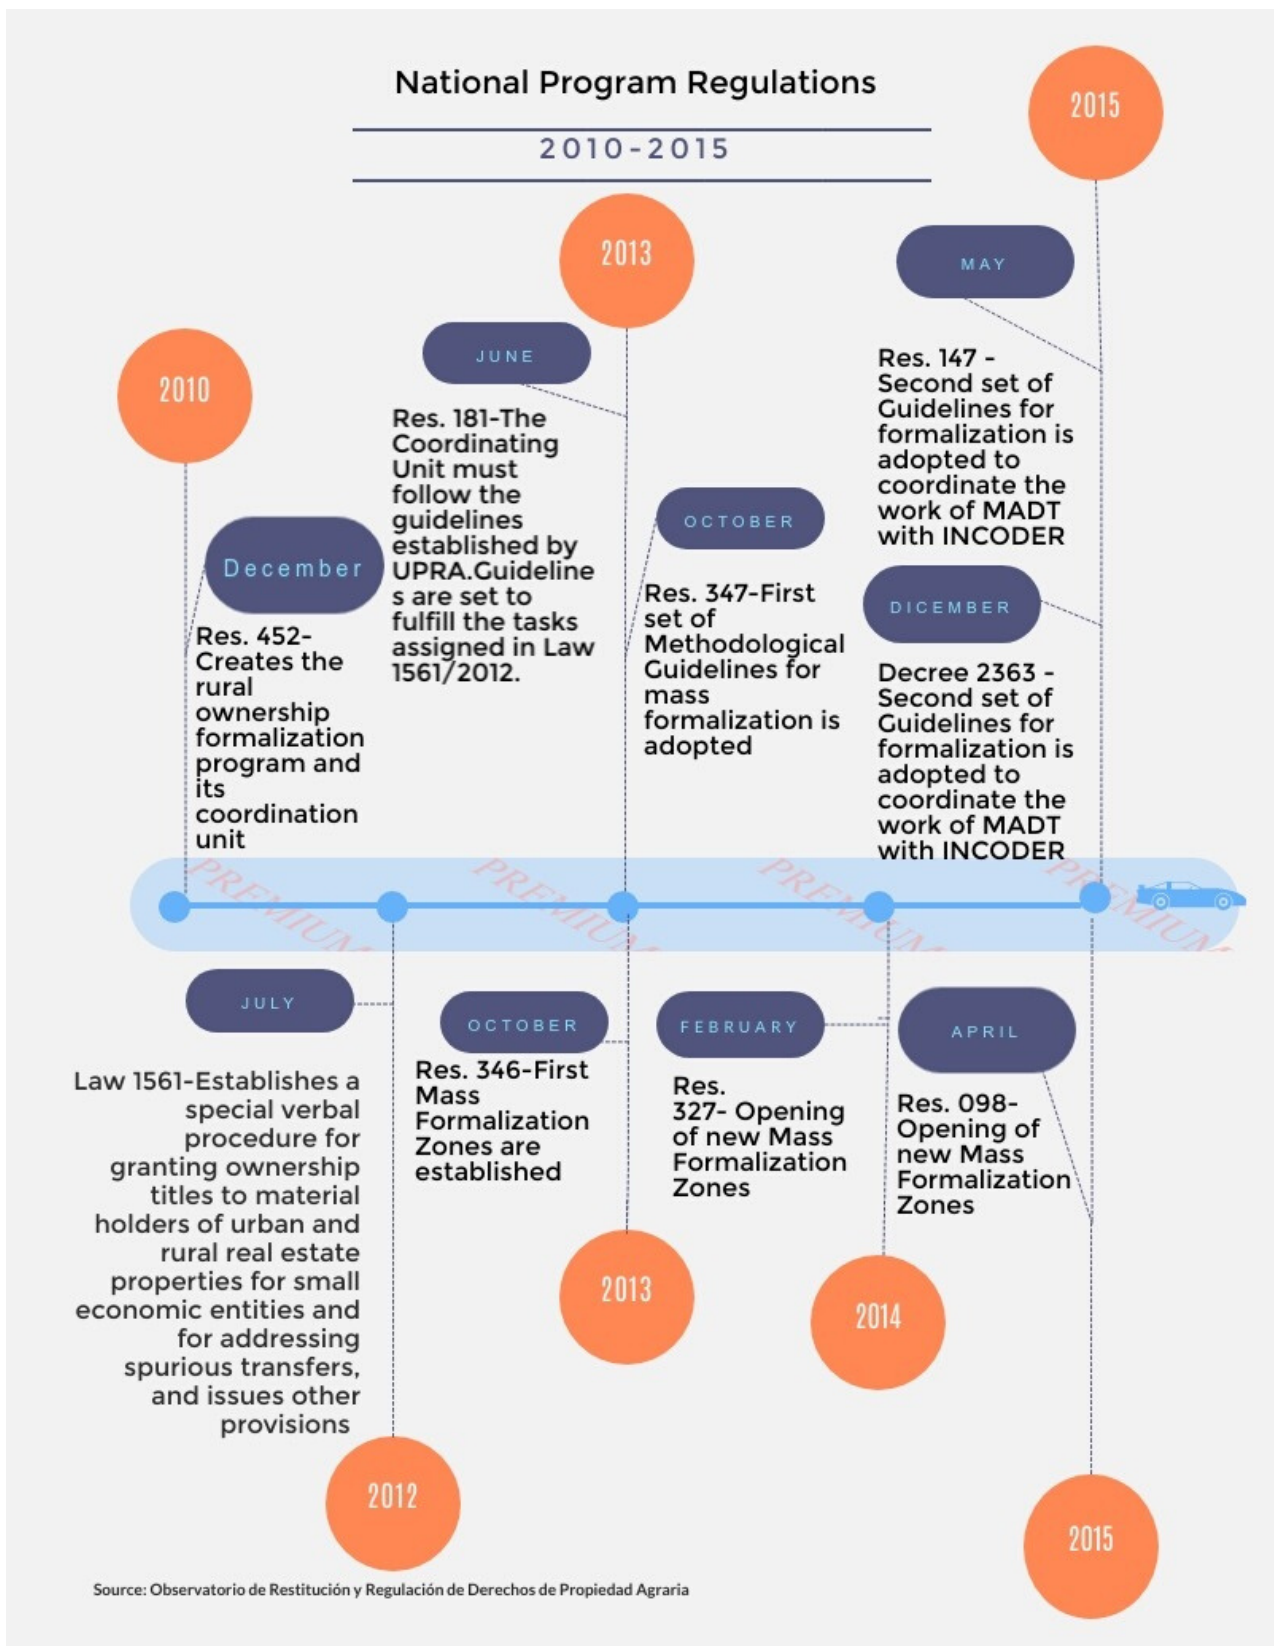 National Program Regulations
2010-2015
2015
2013
MAY
JUNE
2010
Res. 147 -
Second set of
Guidelines for
formalization is
adopted to
coordinate the
work of MADT
with INCODER
Res. 181-The
Coordinating
Unit must
follow the
guidelines
established by
UPRA.Guideline
s are set to
fulfill the tasks
assigned in Law
1561/2012.
OCTOBER
December
Res. 347-First
set of
Methodological
Guidelines for
mass
formalization is
adopted
DICEMBER
Res. 452-
Creates the
rural
ownership
formalization
program and
its
coordination
unit
Decree 2363 -
Second set of
Guidelines for
formalization is
adopted to
coordinate the
work of MADT
with INCODER
PREMIUM
PREMIUM
PREMIUM
PREMIUM
JULY
OCTOBER
FEBRUARY
APRIL
Law 1561-Establishes a
special verbal
procedure for
granting ownership
titles to material
holders of urban and
rural real estate
properties for small
economic entities and
for addressing
spurious transfers,
and issues other
provisions
Res. 346-First
Mass
Formalization
Zones are
established
Res.
327- Opening
of new Mass
Formalization
Zones
Res. 098-
Opening of
new Mass
Formalization
Zones
2013
2014
2012
2015
Source: Observatorio de Restitución y Regulación de Derechos de Propiedad Agraria